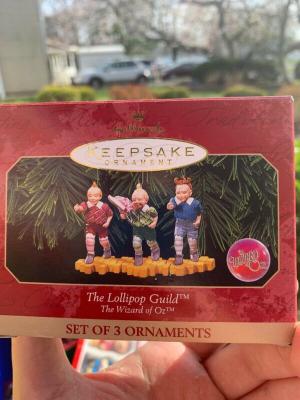 Hallmark
KEEPSAKE
ORNAMENT
The Lollipop Guild™
The Wizard of Oz™
SET OF 3 ORNAMENTS